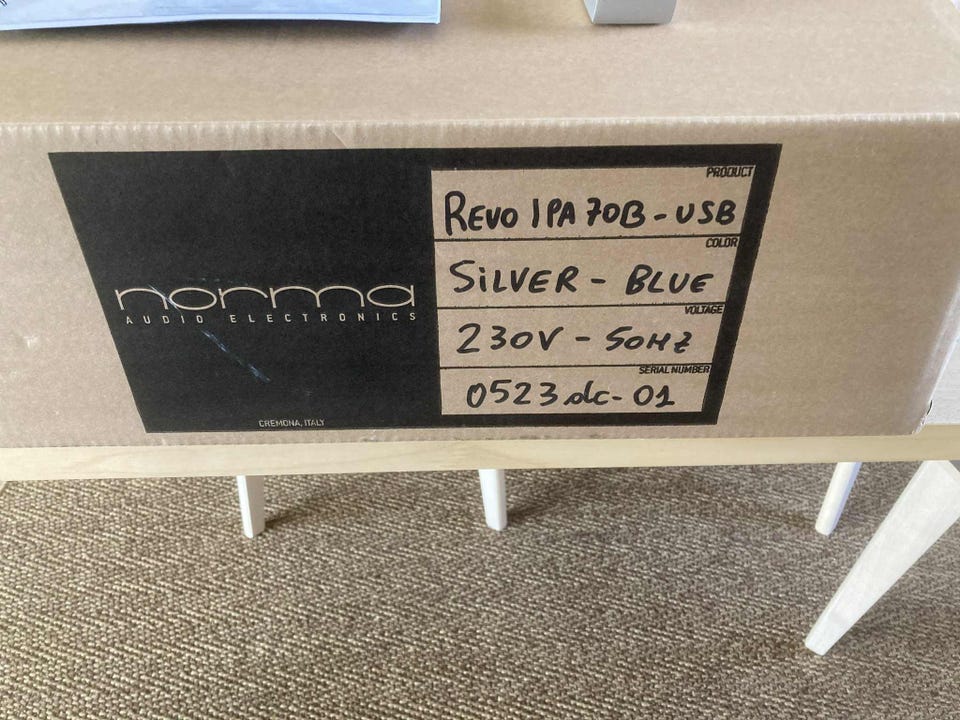 norma
AUDIO ELECTRONICS
CREMONA, ITALY
PRODUCT
REVO IPA 70B - USB
COLOR
SILVER - BLUE
VOLTAGE
230V - 50HZ
SERIAL NUMBER
0523dc-01